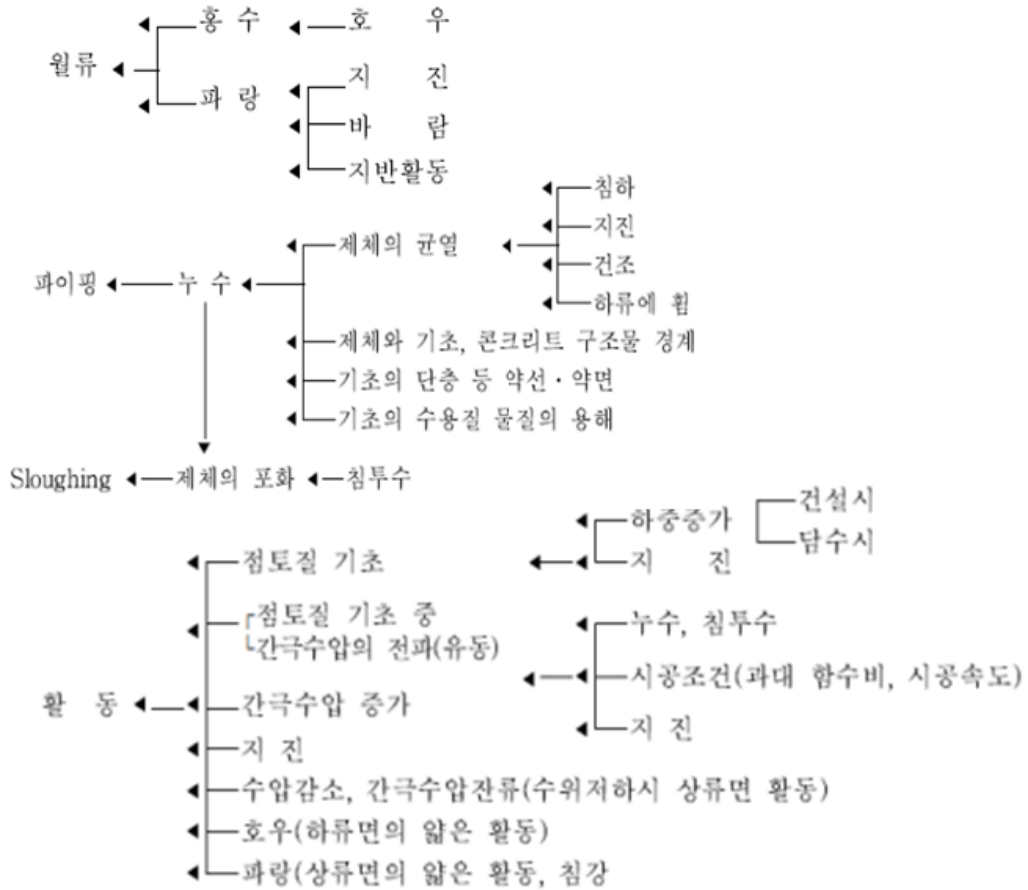 홍 수
호 우
월류
지 진
파 랑
바 람
지반활동
침하
지진
제체의 균열
건조
파이핑
누 수
하류에 휨
제체와 기초, 콘크리트 구조물 경계
기초의 단층 등 약선·약면
기초의 수용질 물질의 용해
Sloughing
제체의 포화
침투수
건설시
하중증가
담수시
점토질 기초
지 진
점토질 기초 중
간극수압의 전파(유동)
누수, 침투수
시공조건(과대 함수비, 시공속도)
활 동
간극수압 증가
지 진
지 진
수압감소, 간극수압잔류(수위저하시 상류면 활동)
호우(하류면의 얇은 활동)
파랑(상류면의 얇은 활동, 침강